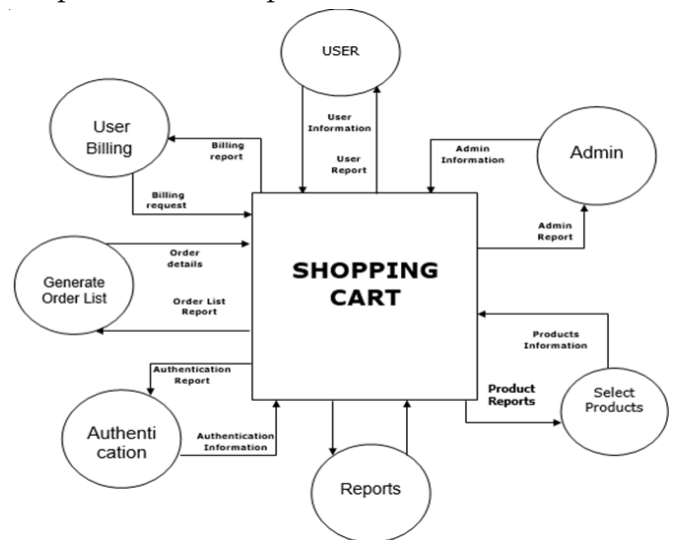 USER
User
Information
User
Report
User
Billing
Billing
report
Billing
request
Admin
Information
Admin
Admin
Report
SHOPPING
CART
Order
details
Generate
Order List
Order List
Report
Products
Information
Product
Reports
Select
Products
Authentication
Report
Authenti
cation
Authentication
Information
Reports